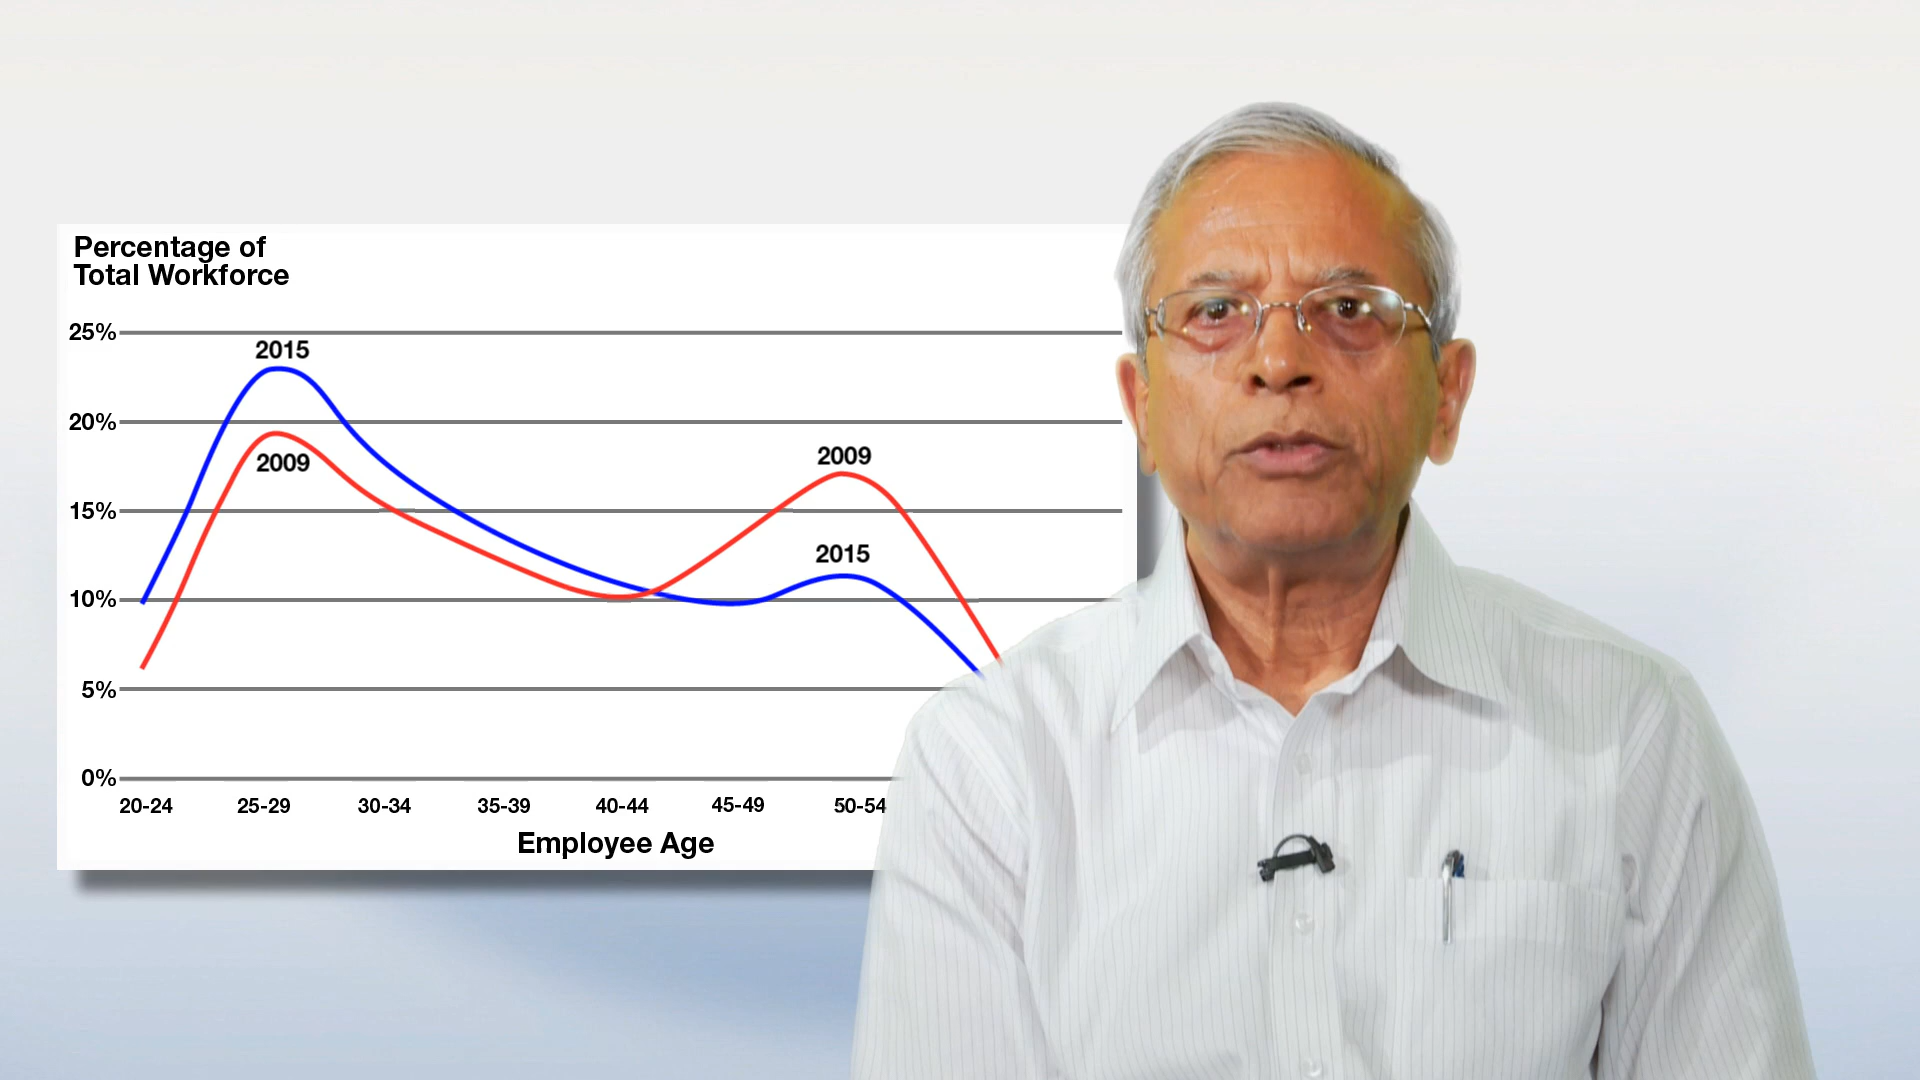 Percentage of
Total Workforce
25%
2015
20%
2009
2009
15%
2015
10%
5%
0%
20-24 25-29 30-34 35-39 40-44 45-49 50-54
Employee Age